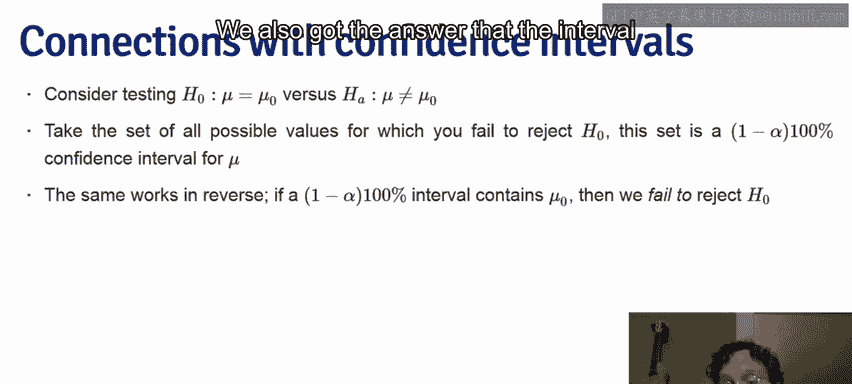 We also got the answer that the interval
Connections with confidence intervals
· Consider testing H₀ : μ = μ₀ versus Hₐ : μ ≠ μ₀
· Take the set of all possible values for which you fail to reject H₀, this set is a (1 − α)100%
confidence interval for μ
· The same works in reverse; if a (1 − α)100% interval contains μ₀, then we fail to reject H₀